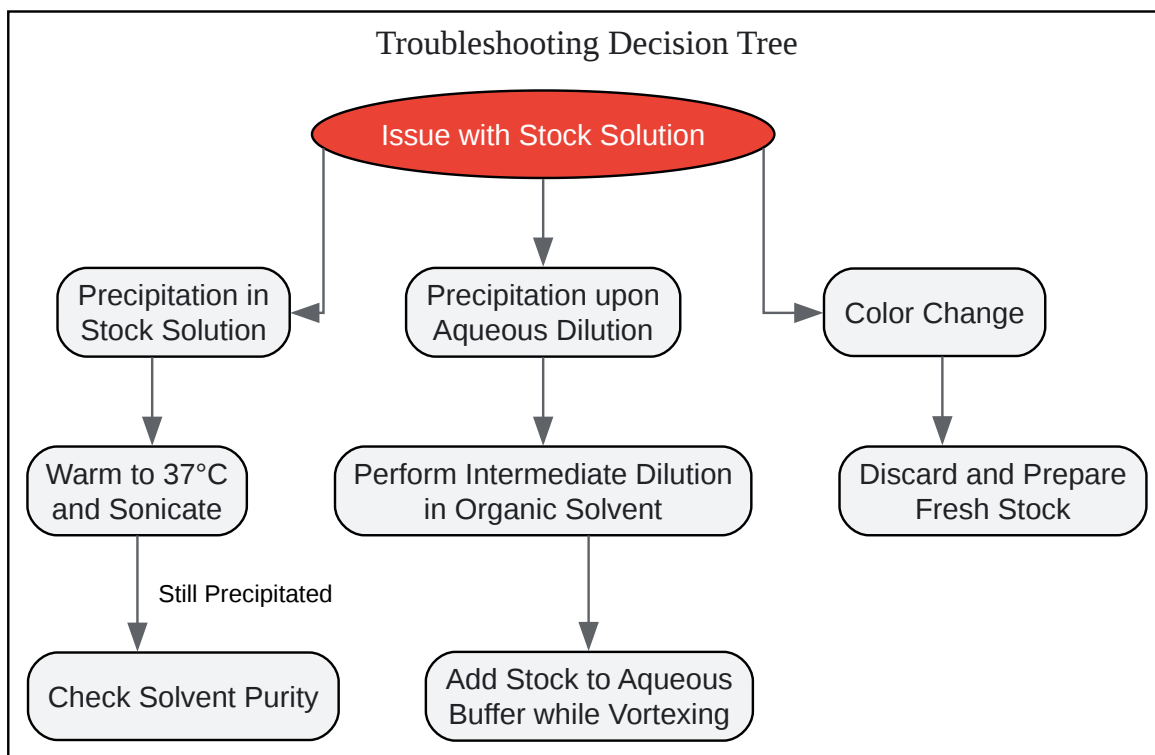 Troubleshooting Decision Tree
Issue with Stock Solution
Precipitation in
Stock Solution
Precipitation upon
Aqueous Dilution
Color Change
Warm to 37°C
and Sonicate
Perform Intermediate Dilution
in Organic Solvent
Discard and Prepare
Fresh Stock
Still Precipitated
Check Solvent Purity
Add Stock to Aqueous
Buffer while Vortexing